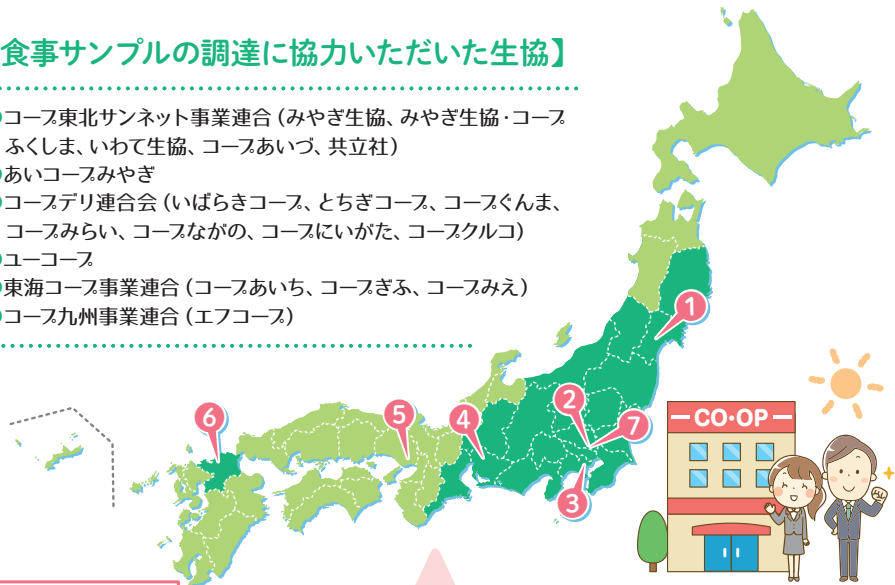 食事サンプルの調達に協力いただいた生協】
コープ東北サンネット事業連合（みやぎ生協、みやぎ生協・コープ
ふくしま、いわて生協、コープあいづ、共立社）
あいコープみやぎ
コープデリ連合会（いばらきコープ、とちぎコープ、コープぐんま、
コープみらい、コープながの、コープにいがた、コープクルコ）
ユーコープ
東海コープ事業連合（コープあいち、コープぎふ、コープみえ）
コープ九州事業連合（エフコープ）
1
2
7
6
5
4
3
CO・OP